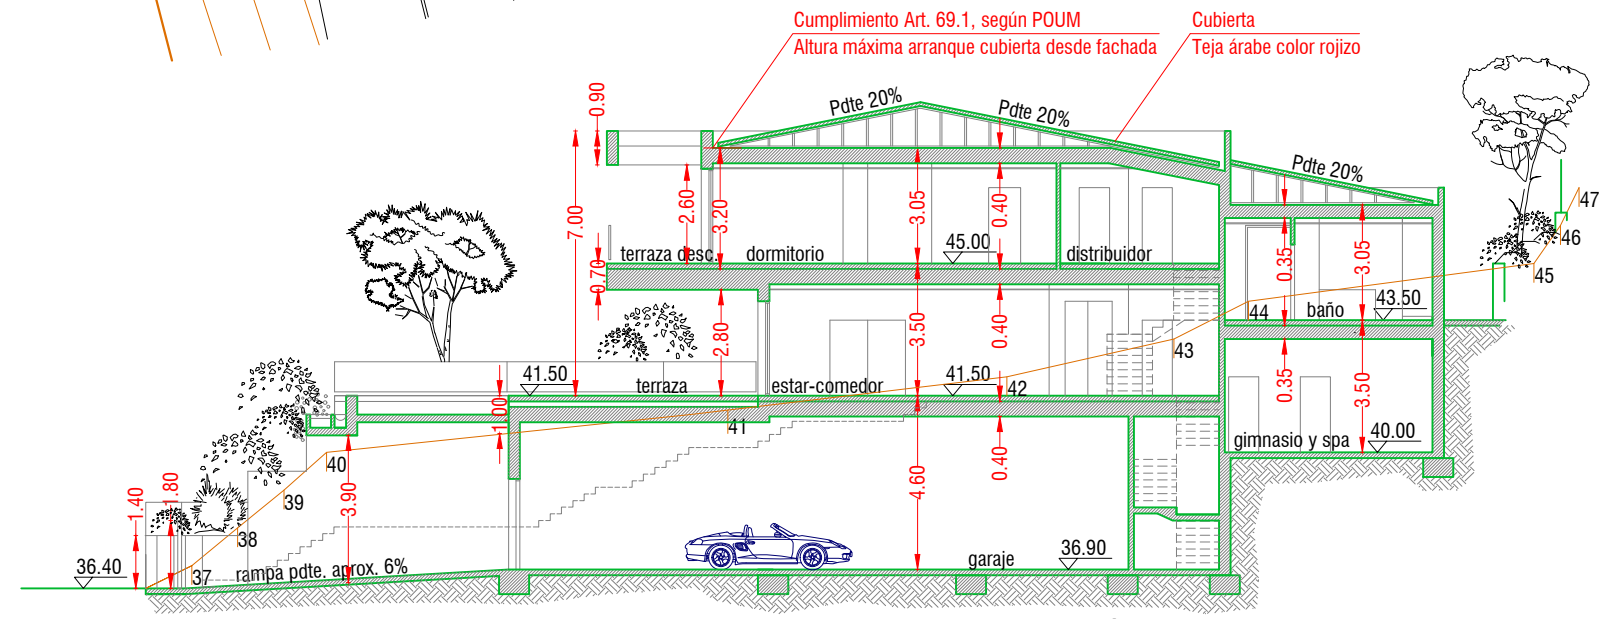 Cumplimiento Art. 69.1, según POUM
Altura máxima arranque cubierta desde fachada
Cubierta
Teja árabe color rojizo
0.90
Pdte 20%
Pdte 20%
Pdte 20%
7.00
2.60
3.20
3.05
0.40
0.35
3.05
47
46
45
terraza desc.
dormitorio
45.00
distribuidor
0.70
2.80
3.50
0.40
44
baño
43.50
43
41.50
terraza
estar-comedor
41.50
42
0.35
3.50
1.00
41
gimnasio y spa
40.00
40
3.90
4.60
0.40
39
1.40
1.80
38
36.40
37
rampa pdte. aprox. 6%
garaje
36.90